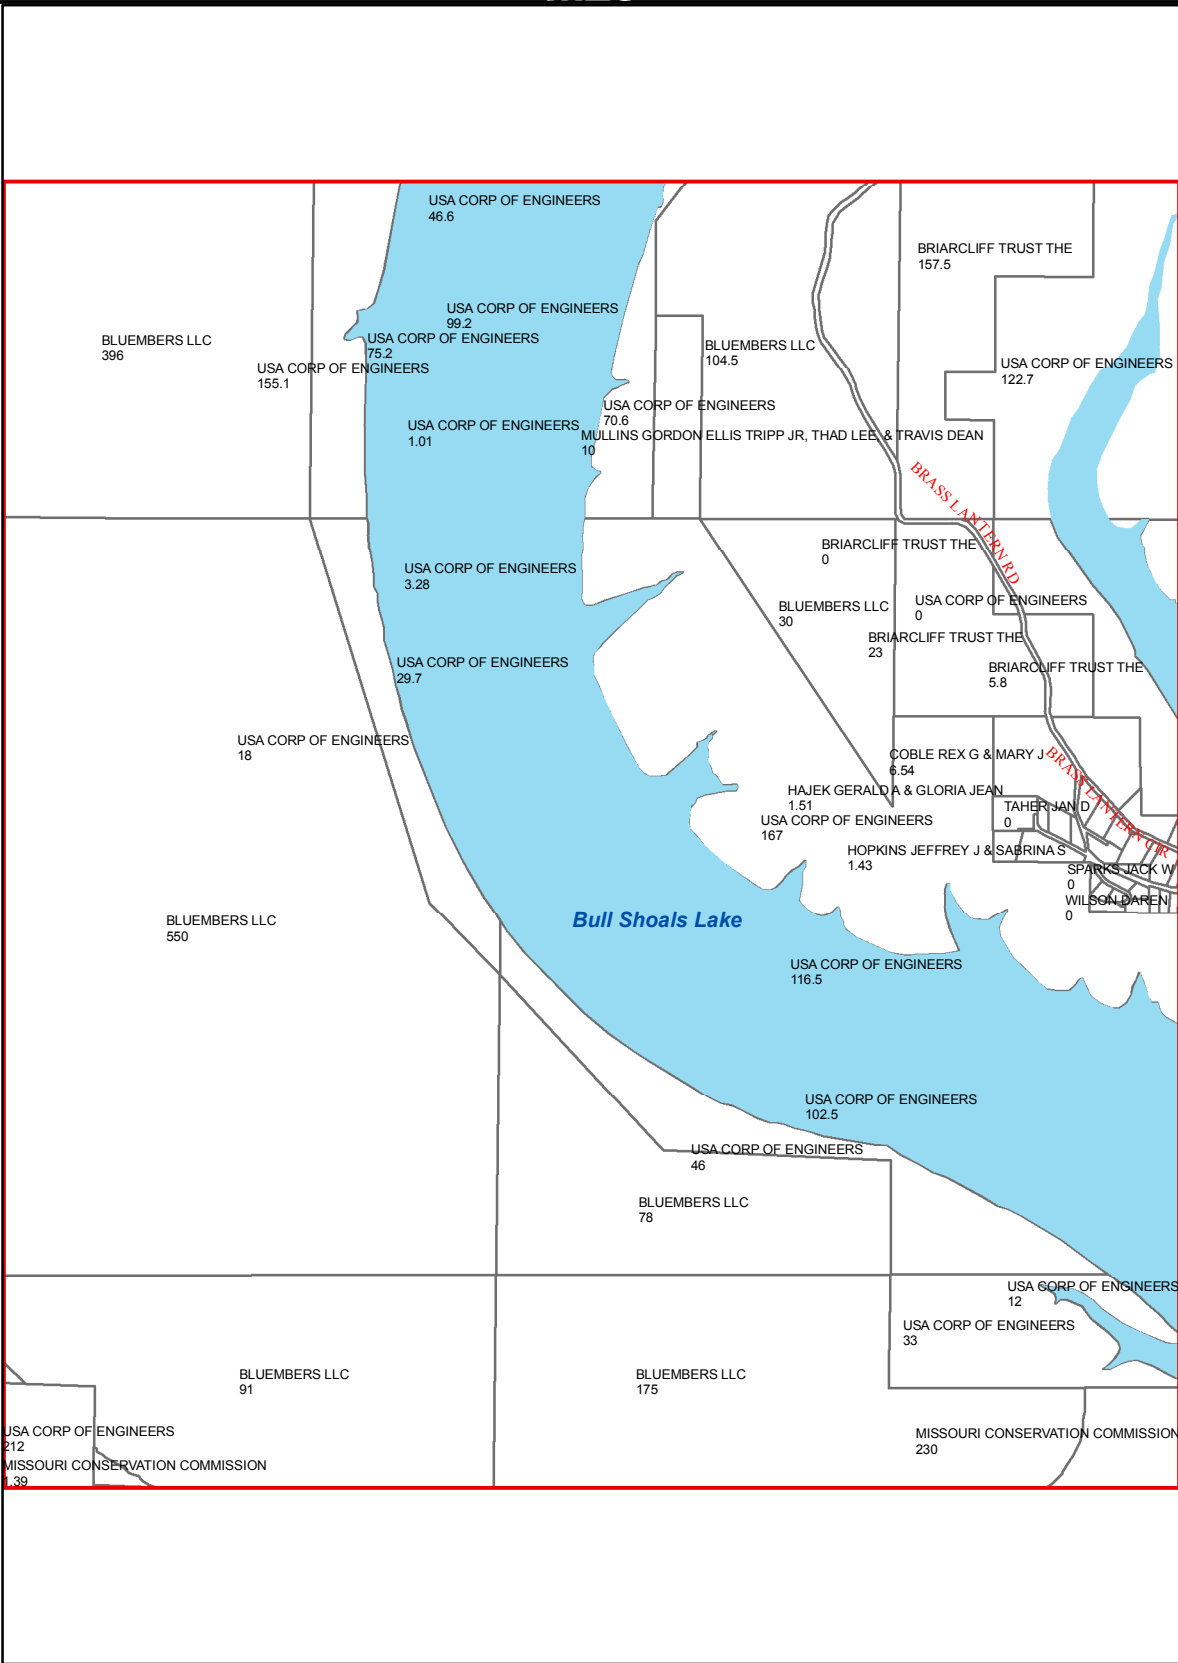 USA CORP OF ENGINEERS
46.6
BRIARCLIFF TRUST THE
157.5
USA CORP OF ENGINEERS
99.2
BLUEMBERS LLC
396
USA CORP OF ENGINEERS
75.2
BLUEMBERS LLC
104.5
USA CORP OF ENGINEERS
155.1
USA CORP OF ENGINEERS
122.7
USA CORP OF ENGINEERS
70.6
USA CORP OF ENGINEERS
1.01
MULLINS GORDON ELLIS TRIPP JR, THAD LEE, & TRAVIS DEAN
10
BRASS LANTERN RD
BRIARCLIFF TRUST THE
0
USA CORP OF ENGINEERS
3.28
BLUEMBERS LLC
30
USA CORP OF ENGINEERS
0
BRIARCLIFF TRUST THE
23
USA CORP OF ENGINEERS
29.7
BRIARCLIFF TRUST THE
5.8
USA CORP OF ENGINEERS
18
COBLE REX G & MARY J
6.54
BRASS LANTERN CIR
HAJEK GERALD A & GLORIA JEAN
1.51
TAHER JAN D
0
USA CORP OF ENGINEERS
167
HOPKINS JEFFREY J & SABRINA S
1.43
SPARKS JACK W
0
WILSON DAREN
0
BLUEMBERS LLC
550
Bull Shoals Lake
USA CORP OF ENGINEERS
116.5
USA CORP OF ENGINEERS
102.5
USA CORP OF ENGINEERS
46
BLUEMBERS LLC
78
USA CORP OF ENGINEERS
12
USA CORP OF ENGINEERS
33
BLUEMBERS LLC
91
BLUEMBERS LLC
175
USA CORP OF ENGINEERS
212
MISSOURI CONSERVATION COMMISSION
230
MISSOURI CONSERVATION COMMISSION
1.39